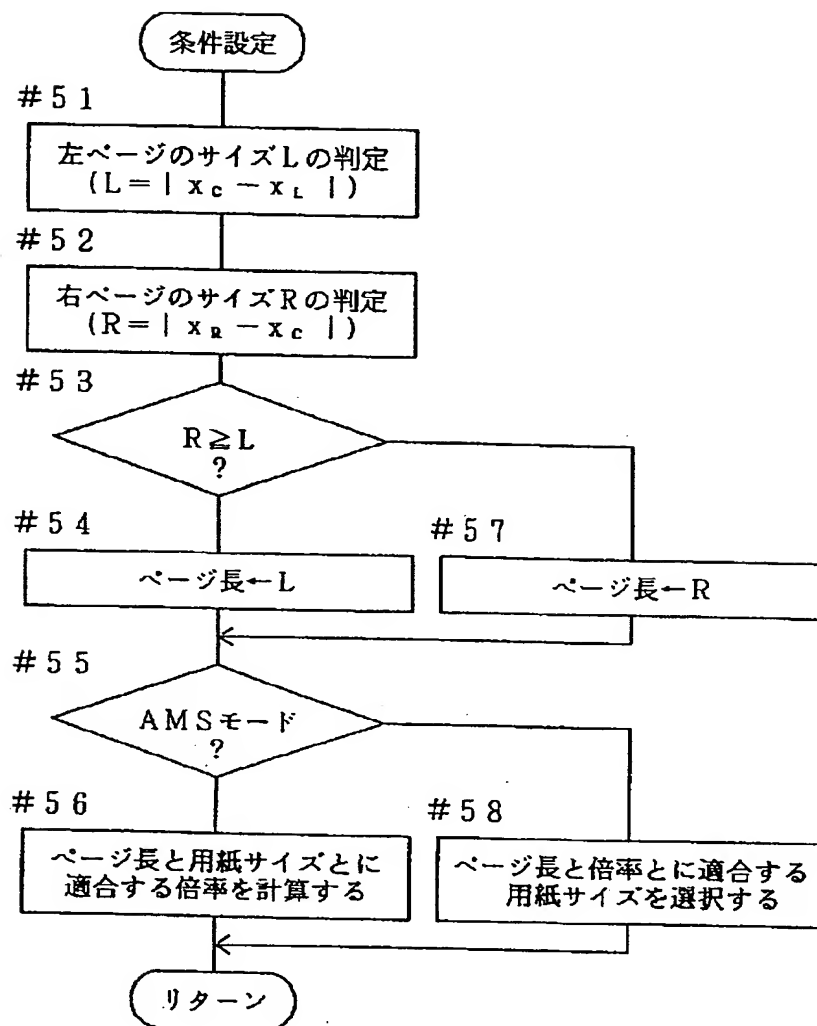 条件設定
#51
左ページのサイズLの判定
(L=|xC-xL|)
#52
右ページのサイズRの判定
(R=|xR-xC|)
#53
R≧L
?
#54
ページ長←L
#57
ページ長←R
#55
AMSモード
?
#56
ページ長と用紙サイズとに
適合する倍率を計算する
#58
ページ長と倍率とに適合する
用紙サイズを選択する
リターン